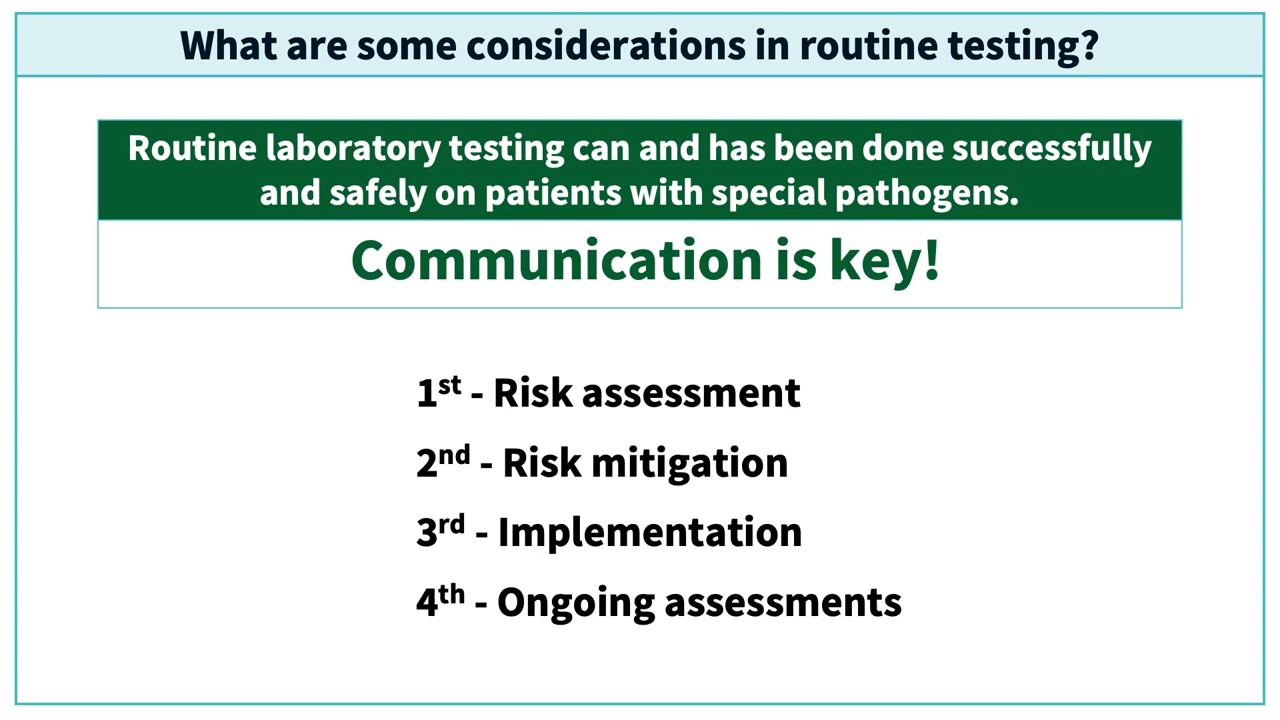 What are some considerations in routine testing?
Routine laboratory testing can and has been done successfully
and safely on patients with special pathogens.
Communication is key!
1st - Risk assessment
2nd - Risk mitigation
3rd - Implementation
4th - Ongoing assessments